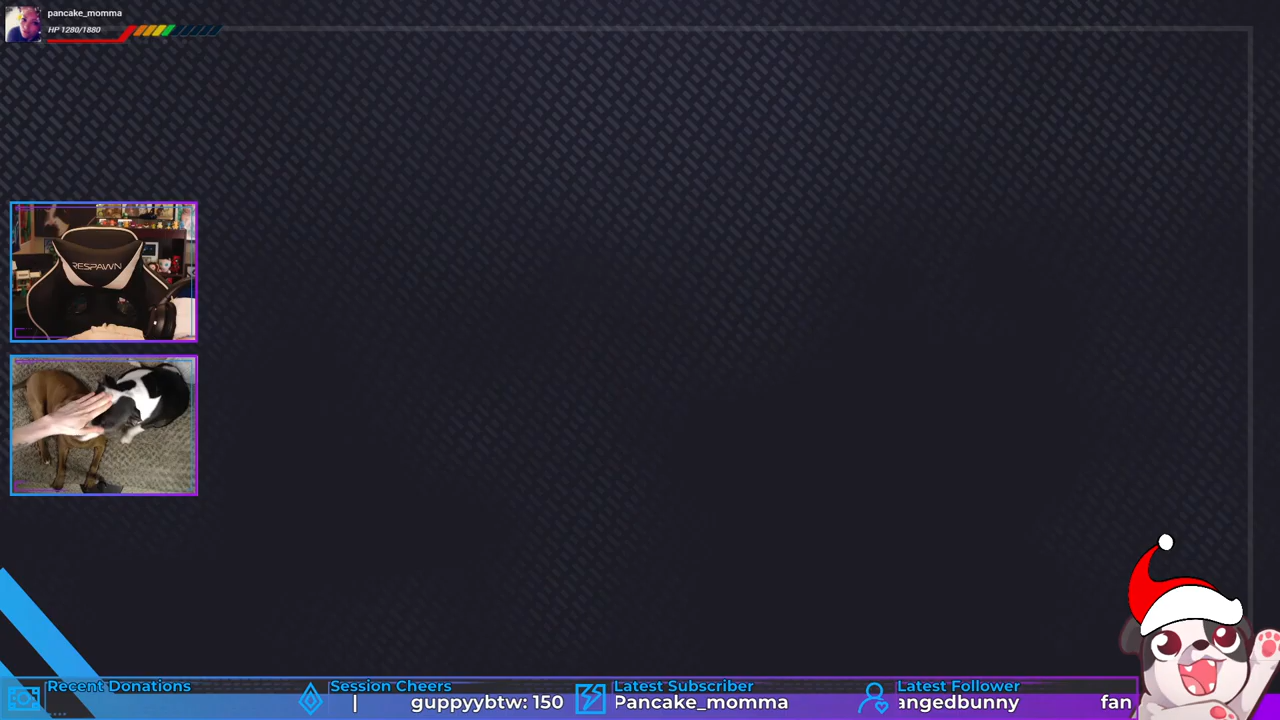 pancake_momma
HP 1280/1880
RESPAWN
Recent Donations
Session Cheers
guppyybtw: 150
Latest Subscriber
Pancake_momma
Latest Follower
angedbunny fan